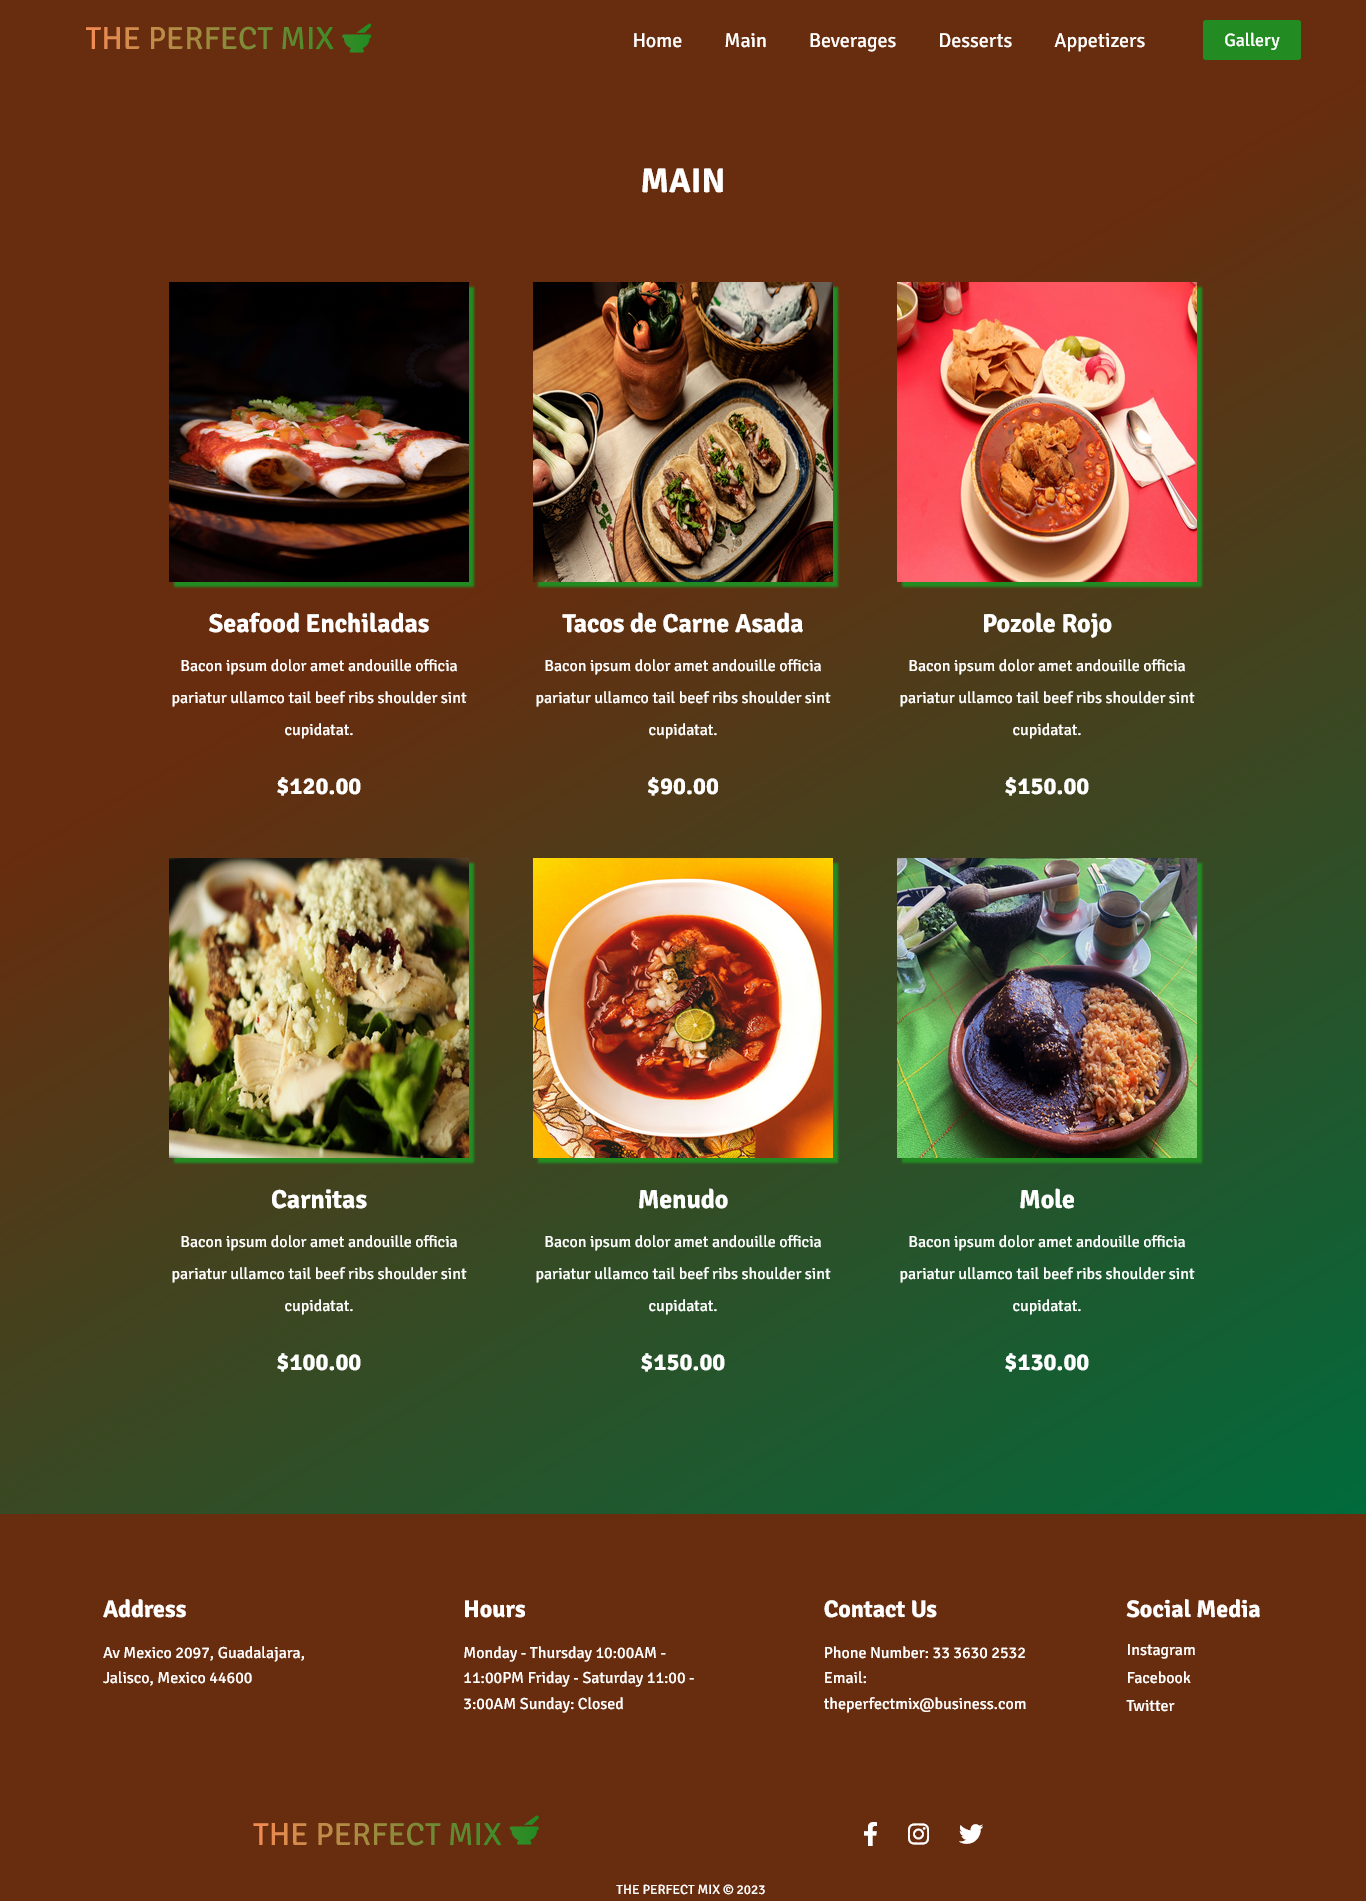 THE PERFECT MIX
Home Main Beverages Desserts Appetizers Gallery
MAIN
Seafood Enchiladas
Bacon ipsum dolor amet andouille officia
pariatur ullamco tail beef ribs shoulder sint
cupidatat.
$120.00
Tacos de Carne Asada
Bacon ipsum dolor amet andouille officia
pariatur ullamco tail beef ribs shoulder sint
cupidatat.
$90.00
Pozole Rojo
Bacon ipsum dolor amet andouille officia
pariatur ullamco tail beef ribs shoulder sint
cupidatat.
$150.00
Carnitas
Bacon ipsum dolor amet andouille officia
pariatur ullamco tail beef ribs shoulder sint
cupidatat.
$100.00
Menudo
Bacon ipsum dolor amet andouille officia
pariatur ullamco tail beef ribs shoulder sint
cupidatat.
$150.00
Mole
Bacon ipsum dolor amet andouille officia
pariatur ullamco tail beef ribs shoulder sint
cupidatat.
$130.00
Address
Av Mexico 2097, Guadalajara,
Jalisco, Mexico 44600
Hours
Monday - Thursday 10:00AM -
11:00PM Friday - Saturday 11:00 -
3:00AM Sunday: Closed
Contact Us
Phone Number: 33 3630 2532
Email:
theperfectmix@business.com
Social Media
Instagram
Facebook
Twitter
THE PERFECT MIX
THE PERFECT MIX © 2023